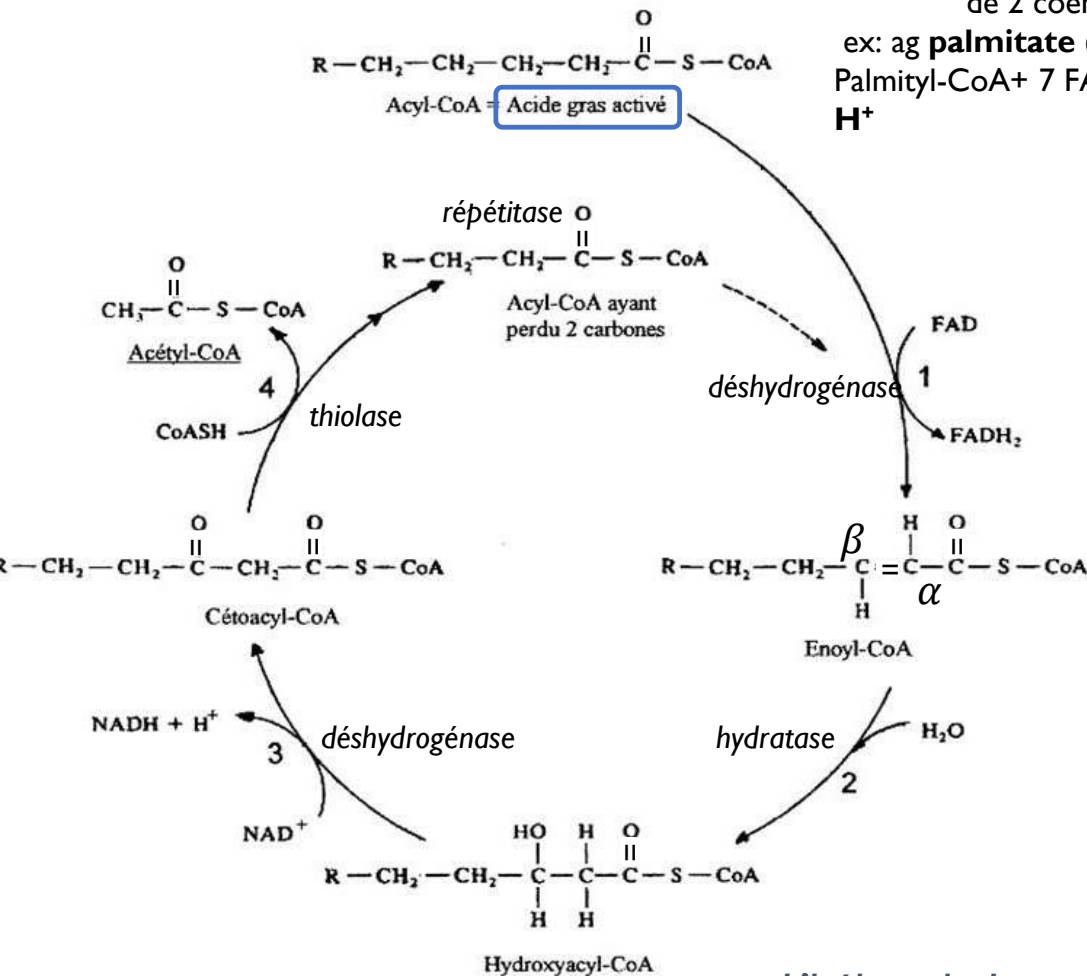 de 2 coen
ex: ag palmitate
Palmityl-CoA+ 7 FA
H⁺
O
R—CH₂—CH₂—CH₂—CH₂—C—S—CoA
Acyl-CoA = Acide gras activé
répétitase
O
R—CH₂—CH₂—C—S—CoA
Acyl-CoA ayant
perdu 2 carbones
O
CH₃—C—S—CoA
Acétyl-CoA
4
thiolase
CoASH
FAD
déshydrogénase
1
FADH₂
O O
R—CH₂—CH₂—C—CH₂—C—S—CoA
Cétoacyl-CoA
H O
β
R—CH₂—CH₂—C=C—C—S—CoA
α
H
Enoyl-CoA
NADH + H⁺
3
déshydrogénase
NAD⁺
hydratase
H₂O
2
HO H O
R—CH₂—CH₂—C—C—C—S—CoA
H H
Hydroxyacyl-CoA